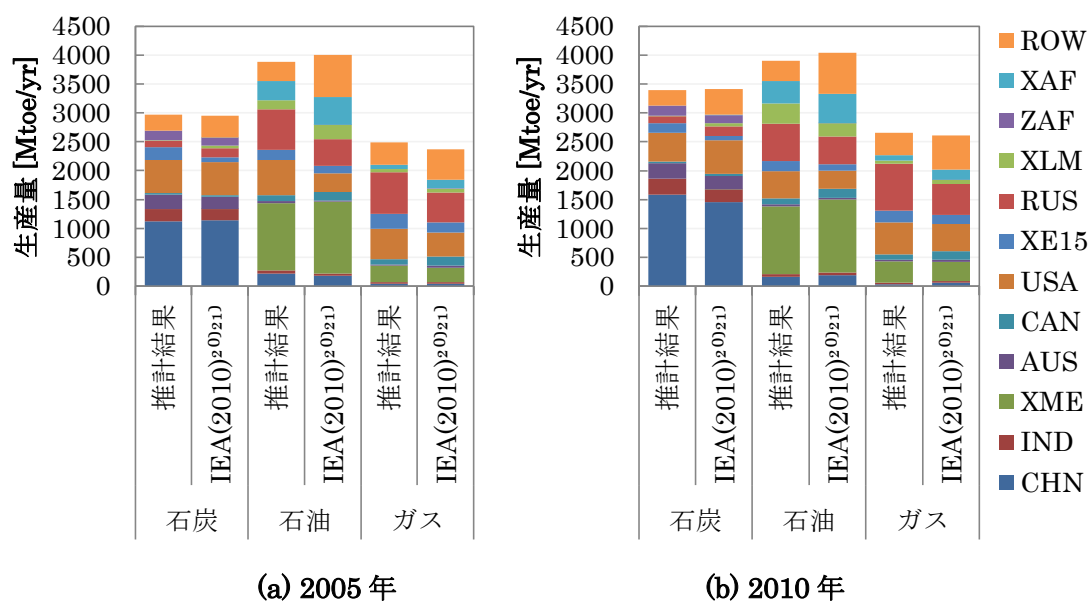 生産量 [Mtoe/yr]
4500
4000
3500
3000
2500
2000
1500
1000
500
0
推計結果
IEA(2010)²⁰⁾²¹⁾
推計結果
IEA(2010)²⁰⁾²¹⁾
推計結果
IEA(2010)²⁰⁾²¹⁾
石炭
石油
ガス
(a) 2005 年
生産量 [Mtoe/yr]
4500
4000
3500
3000
2500
2000
1500
1000
500
0
推計結果
IEA(2010)²⁰⁾²¹⁾
推計結果
IEA(2010)²⁰⁾²¹⁾
推計結果
IEA(2010)²⁰⁾²¹⁾
石炭
石油
ガス
(b) 2010 年
ROW
XAF
ZAF
XLM
RUS
XE15
USA
CAN
AUS
XME
IND
CHN